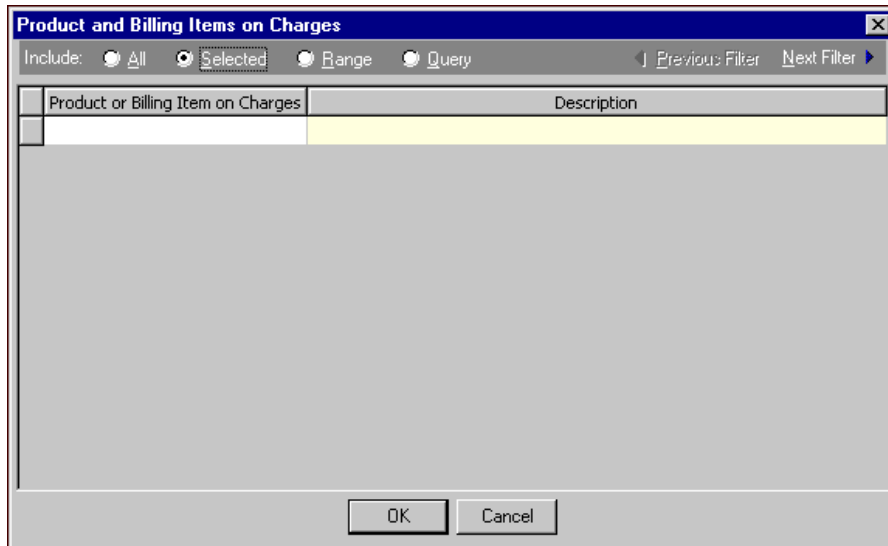 Product and Billing Items on Charges
Include: All Selected Range Query Previous Filter Next Filter
Product or Billing Item on Charges Description
OK Cancel